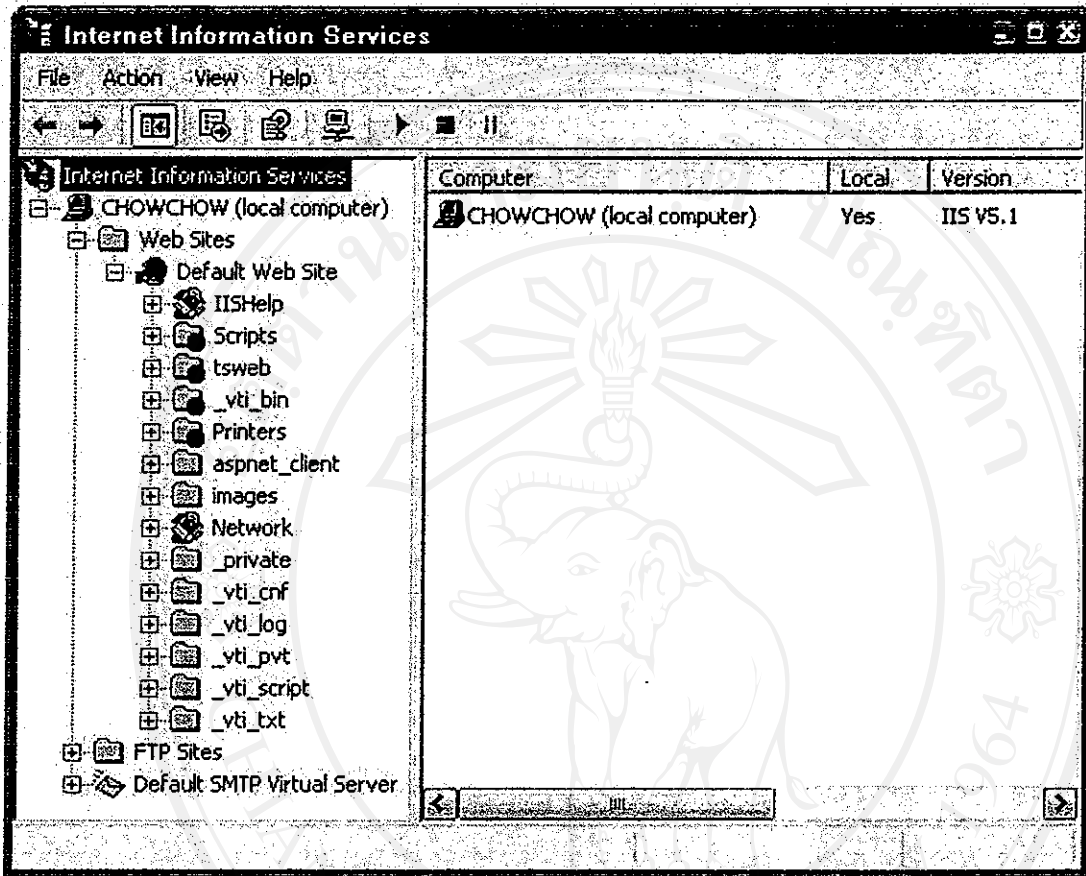 Internet Information Services
File Action View Help
Internet Information Services
CHOWCHOW (local computer)
Web Sites
Default Web Site
IISHelp
Scripts
tsweb
_vti_bin
Printers
aspnet_client
images
Network
_private
_vti_cnf
_vti_log
_vti_pvt
_vti_script
_vti_txt
FTP Sites
Default SMTP Virtual Server
Computer Local Version
CHOWCHOW (local computer) Yes IIS V5.1
1964